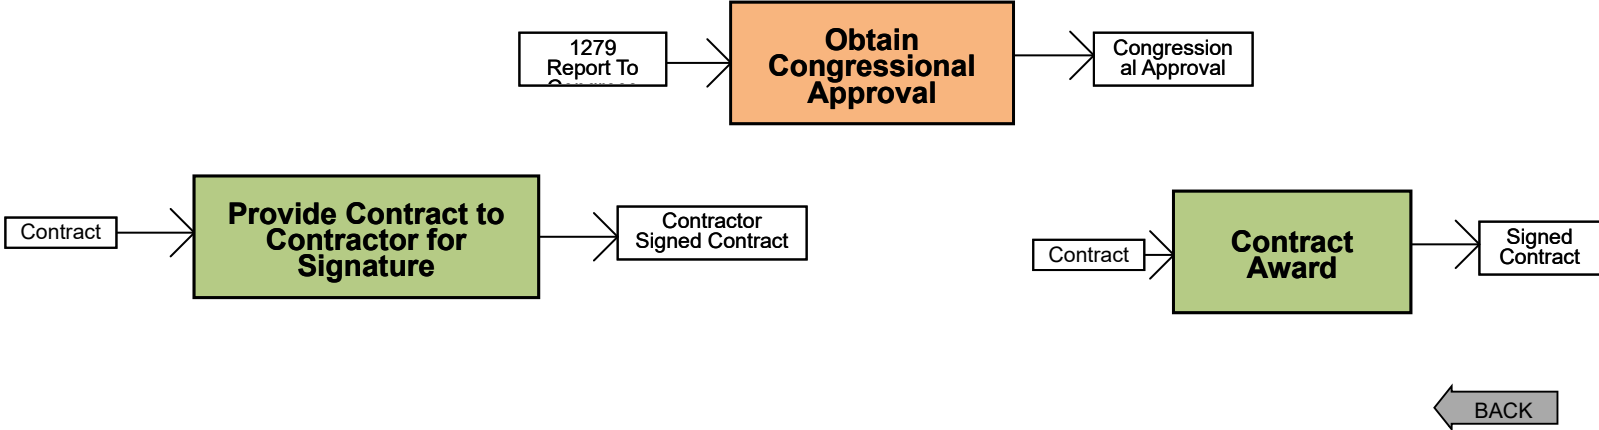 1279
Report To
Obtain
Congressional
Approval
Congression
al Approval
Provide Contract to
Contractor for
Signature
Contract
Contractor
Signed Contract
Contract
Contract
Award
Signed
Contract
BACK